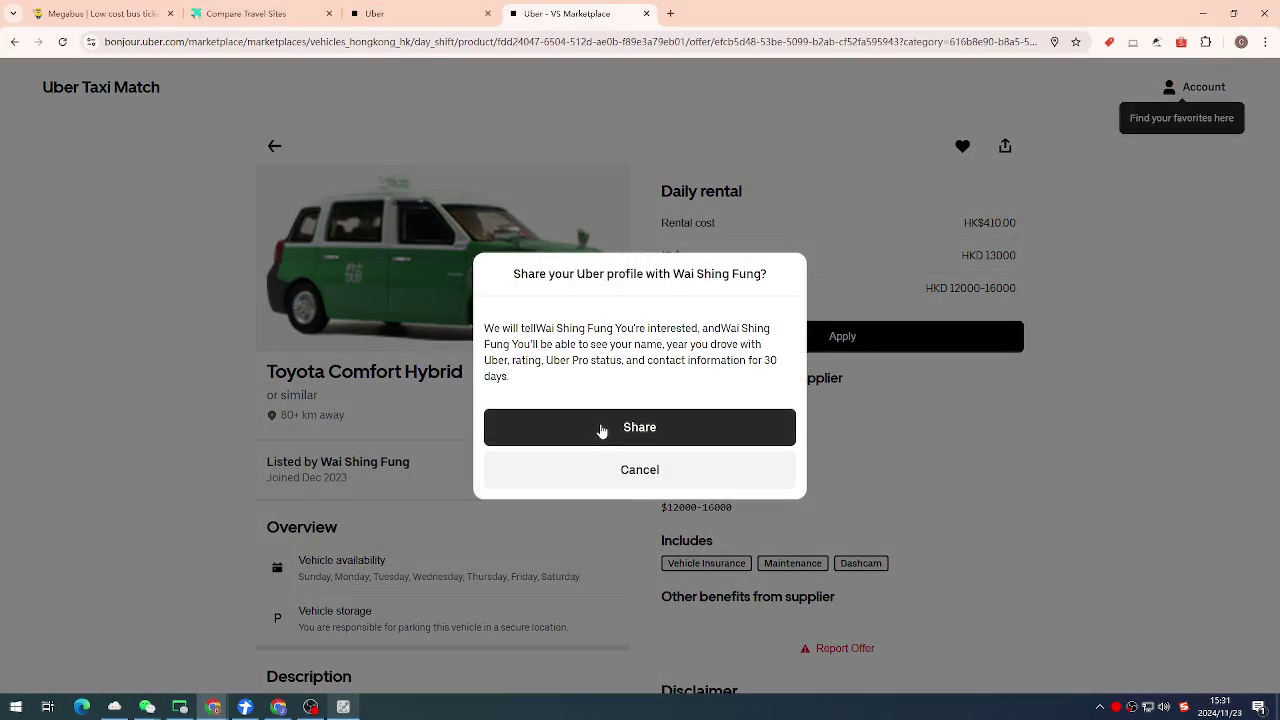 Megabus | Low cost bus ticke
Compare Travel Sites
Uber
Uber - VS Marketplace
bonjour.uber.com/marketplace/marketplaces/vehicles_hongkong_hk/day_shift/product/fdd24047-6504-512d-ae0b-f89e3a79eb01/offer/efcb5d48-53be-5099-b2ab-cf52fa595943?category=616b8e90-b8a5-5...
Uber Taxi Match
Account
Find your favorites here
Daily rental
Rental cost
HK$410.00
HKD 13000
HKD 12000-16000
Apply
Share your Uber profile with Wai Shing Fung?
We will tellWai Shing Fung You're interested, andWai Shing
Fung You'll be able to see your name, year you drove with
Uber, rating, Uber Pro status, and contact information for 30
days.
Share
Cancel
Toyota Comfort Hybrid
or similar
80+ km away
Listed by Wai Shing Fung
Joined Dec 2023
Overview
Vehicle availability
Sunday, Monday, Tuesday, Wednesday, Thursday, Friday, Saturday
P
Vehicle storage
You are responsible for parking this vehicle in a secure location.
Description
pplier
$12000-16000
Includes
Vehicle Insurance
Maintenance
Dashcam
Other benefits from supplier
Report Offer
Disclaimer
15:31
2024/11/23